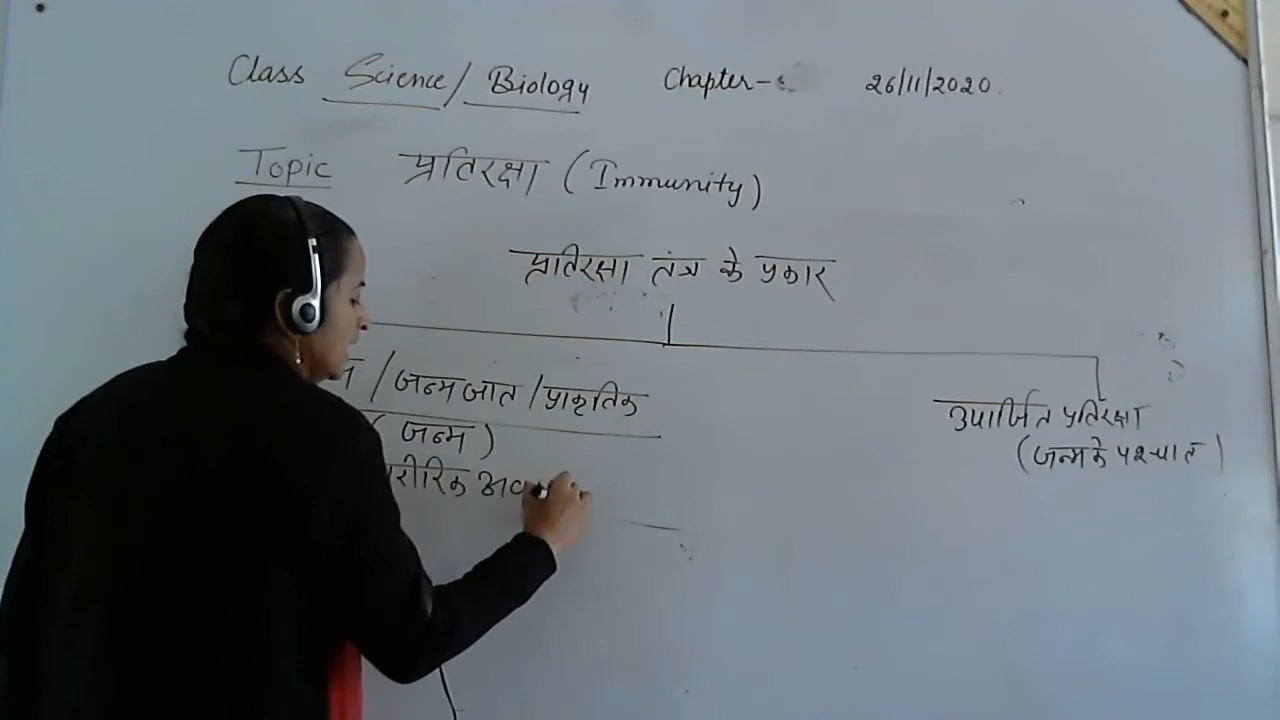 Class Science/Biology Chapter- 26/11/2020.
Topic प्रतिरक्षा (Immunity)
प्रतिरक्षा तंत्र के प्रकार
/जन्मजात/प्राकृतिक
उपार्जित प्रतिरक्षा
(जन्म)
(जन्म के पश्चात)